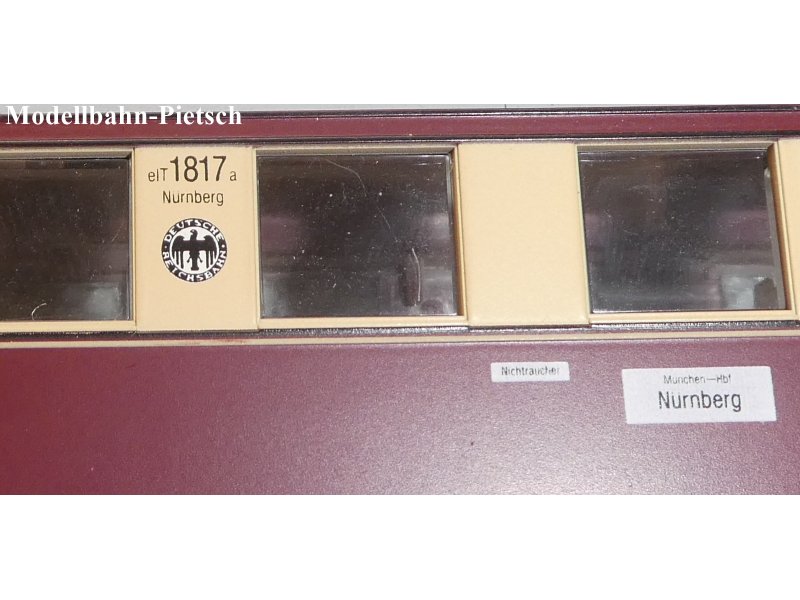 Modellbahn-Pietsch
elT 1817 a
Nürnberg
DEUTSCHE
REICHSBAHN
Nichtraucher
München-Hbf
Nürnberg